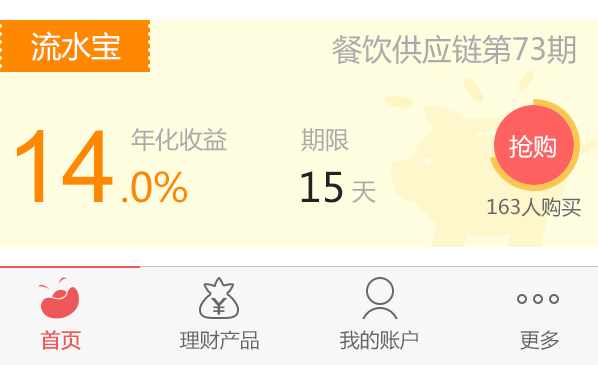 流水宝
餐饮供应链第73期
14.0%
年化收益
期限
15 天
抢购
163人购买
首页
理财产品
我的账户
更多